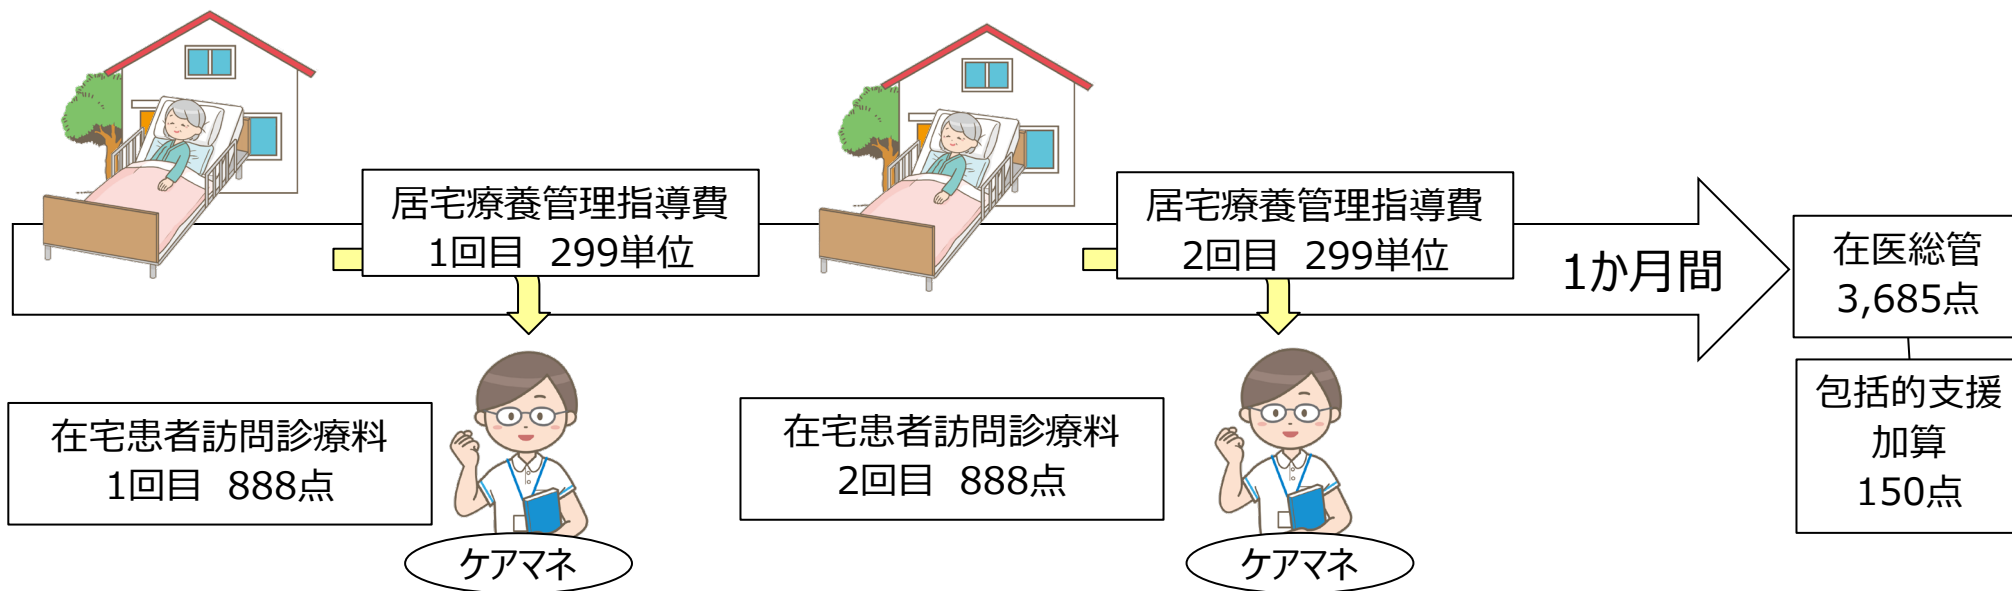 居宅療養管理指導費
1回目 299単位
居宅療養管理指導費
2回目 299単位
1か月間
在医総管
3,685点
包括的支援
加算
150点
在宅患者訪問診療料
1回目 888点
ケアマネ
在宅患者訪問診療料
2回目 888点
ケアマネ